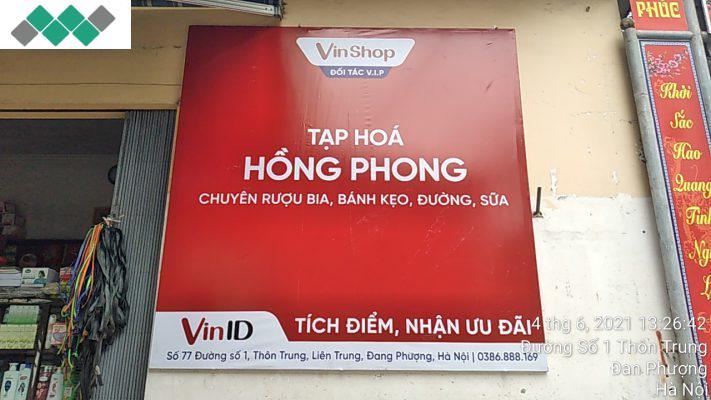 VinShop
ĐỐI TÁC V.I.P
TẠP HOÁ
HỒNG PHONG
CHUYÊN RƯỢU BIA, BÁNH KẸO, ĐƯỜNG, SỮA
VinID
TÍCH ĐIỂM, NHẬN ƯU ĐÃI
Số 77 Đường số 1, Thôn Trung, Liên Trung, Đang Phượng, Hà Nội | 0386.888.169
PHÚC
Khởi
Sắc
Hao
Quang
4 thg 6, 2021 13:26:42
Đường Số 1 Thôn Trung
Đan Phượng
Hà Nội